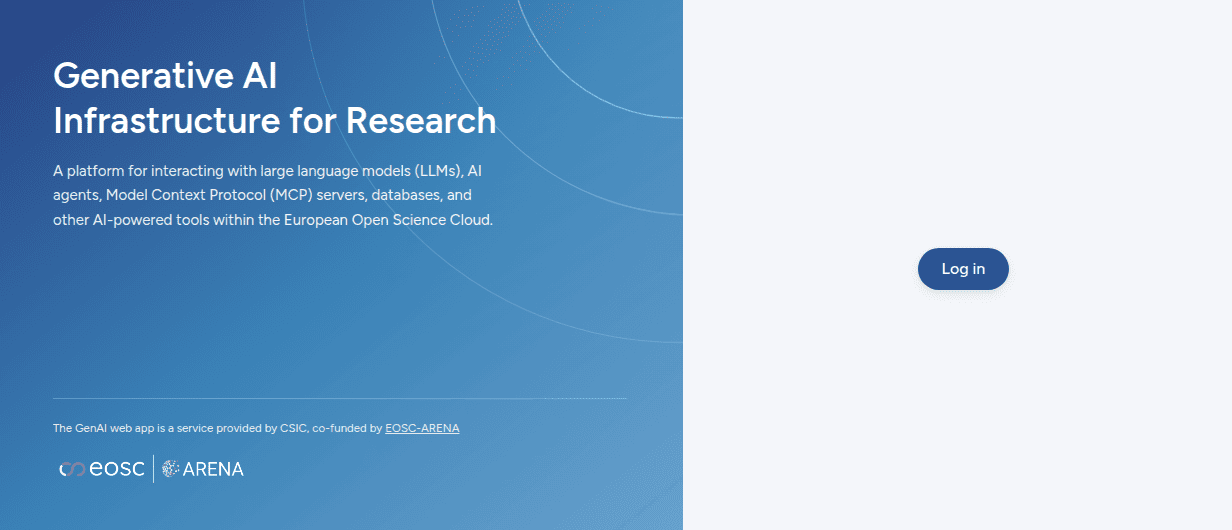 Generative AI
Infrastructure for Research
A platform for interacting with large language models (LLMs), AI
agents, Model Context Protocol (MCP) servers, databases, and
other AI-powered tools within the European Open Science Cloud.
Log in
The GenAI web app is a service provided by CSIC, co-funded by EOSC-ARENA
eosc ARENA